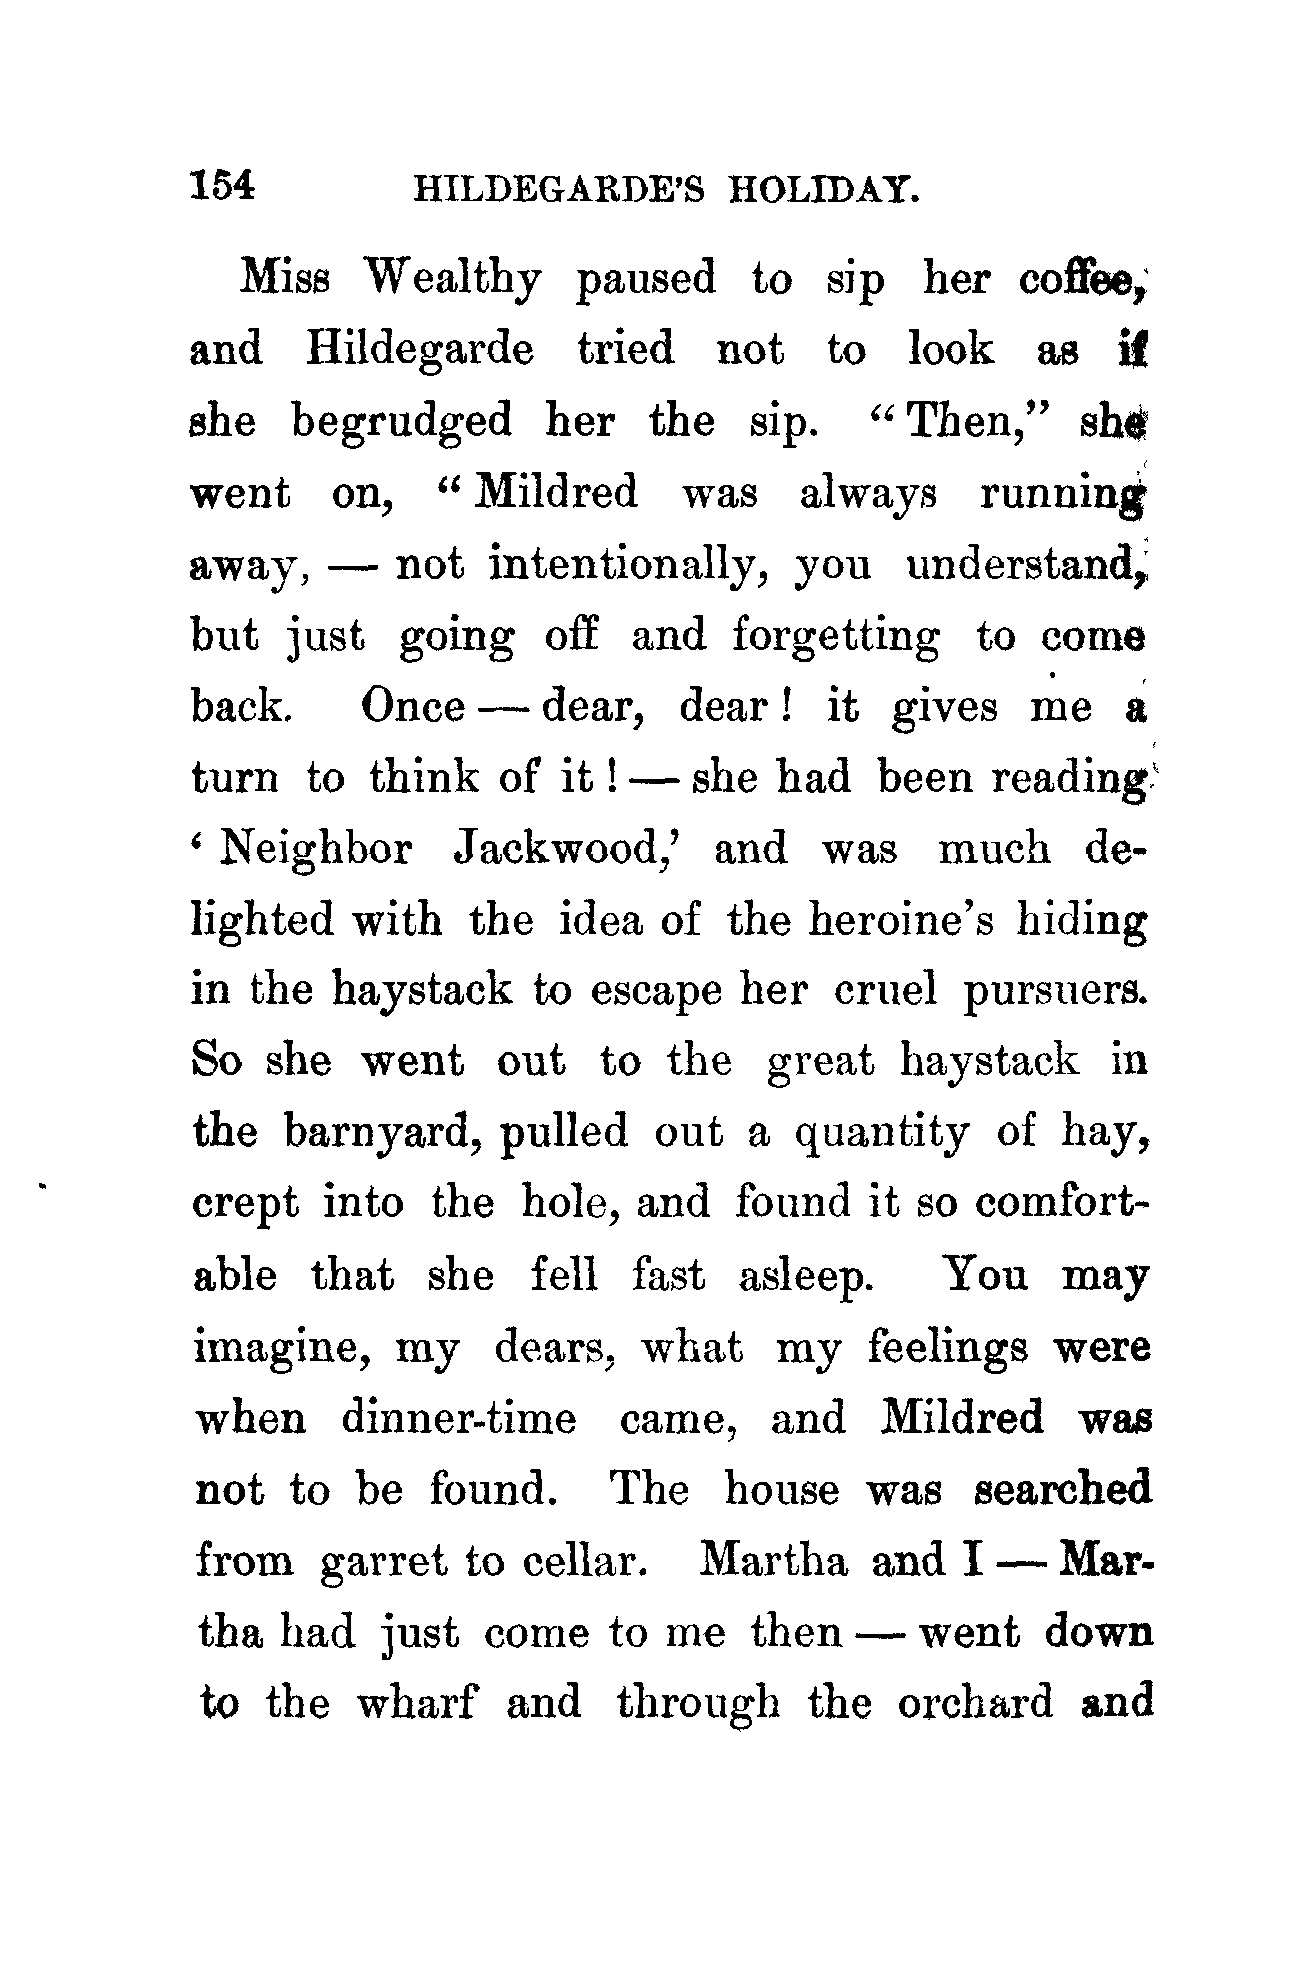 154 HILDEGARDE'S HOLIDAY.
Miss Wealthy paused to sip her coffee,
and Hildegarde tried not to look as if
she begrudged her the sip. “Then,” she
went on, “Mildred was always running
away, — not intentionally, you understand,
but just going off and forgetting to come
back. Once — dear, dear! it gives me a
turn to think of it! — she had been reading
‘Neighbor Jackwood,’ and was much de-
lighted with the idea of the heroine's hiding
in the haystack to escape her cruel pursuers.
So she went out to the great haystack in
the barnyard, pulled out a quantity of hay,
crept into the hole, and found it so comfort-
able that she fell fast asleep. You may
imagine, my dears, what my feelings were
when dinner-time came, and Mildred was
not to be found. The house was searched
from garret to cellar. Martha and I — Mar-
tha had just come to me then — went down
to the wharf and through the orchard and